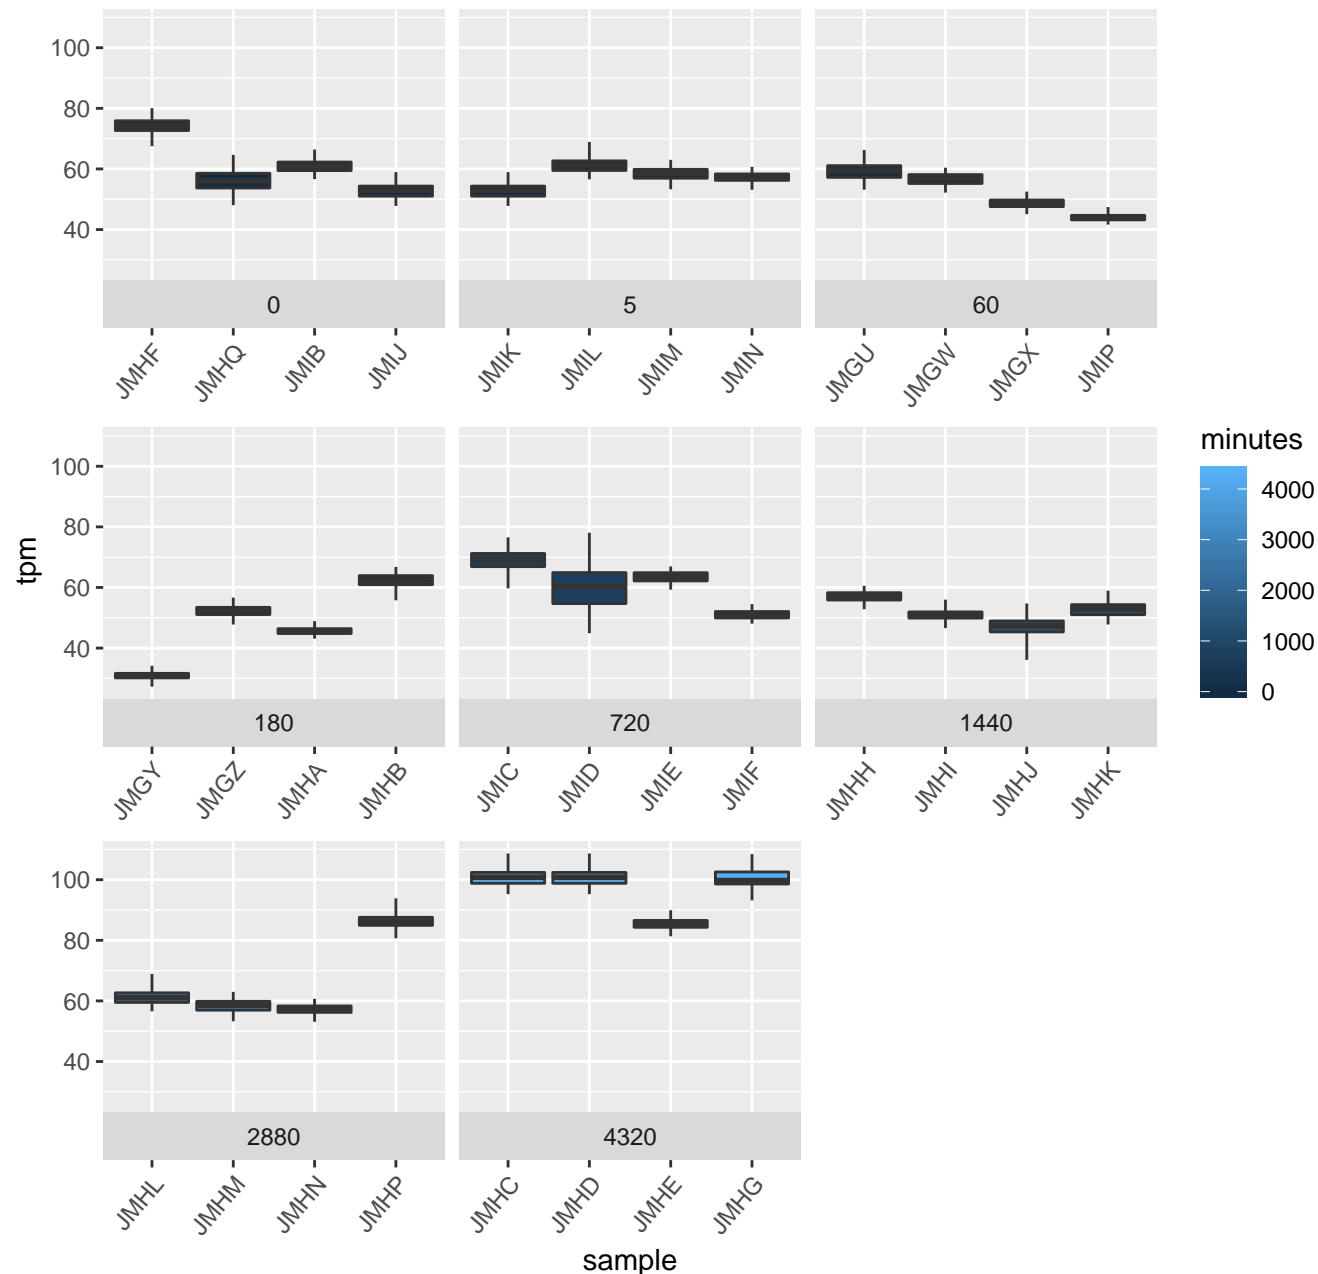 100
80
60
40
0
5
60
JMHF
JMHQ
JMIB
JMIJ
JMIK
JMIL
JMIM
JMIN
JMGU
JMGW
JMGX
JMIP
tpm
100
80
60
40
180
720
1440
JMGY
JMGZ
JMHA
JMHB
JMIC
JMID
JMIE
JMIF
JMHH
JMHI
JMHJ
JMHK
minutes
4000
3000
2000
1000
0
100
80
60
40
2880
4320
JMHL
JMHM
JMHN
JMHP
JMHC
JMHD
JMHE
JMHG
sample